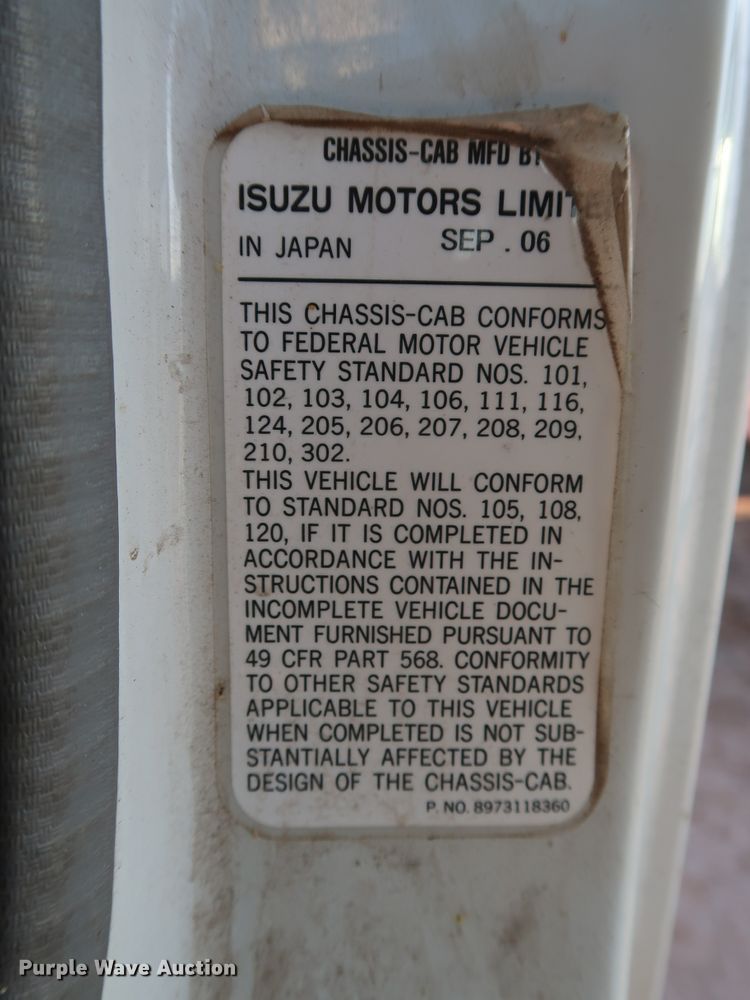 CHASSIS-CAB MFD BY
ISUZU MOTORS LIMITE
IN JAPAN SEP . 06
THIS CHASSIS-CAB CONFORMS
TO FEDERAL MOTOR VEHICLE
SAFETY STANDARD NOS. 101,
102, 103, 104, 106, 111, 116,
124, 205, 206, 207, 208, 209,
210, 302.
THIS VEHICLE WILL CONFORM
TO STANDARD NOS. 105, 108,
120, IF IT IS COMPLETED IN
ACCORDANCE WITH THE IN-
STRUCTIONS CONTAINED IN THE
INCOMPLETE VEHICLE DOCU-
MENT FURNISHED PURSUANT TO
49 CFR PART 568. CONFORMITY
TO OTHER SAFETY STANDARDS
APPLICABLE TO THIS VEHICLE
WHEN COMPLETED IS NOT SUB-
STANTIALLY AFFECTED BY THE
DESIGN OF THE CHASSIS-CAB.
P. NO. 8973118360
Purple Wave Auction